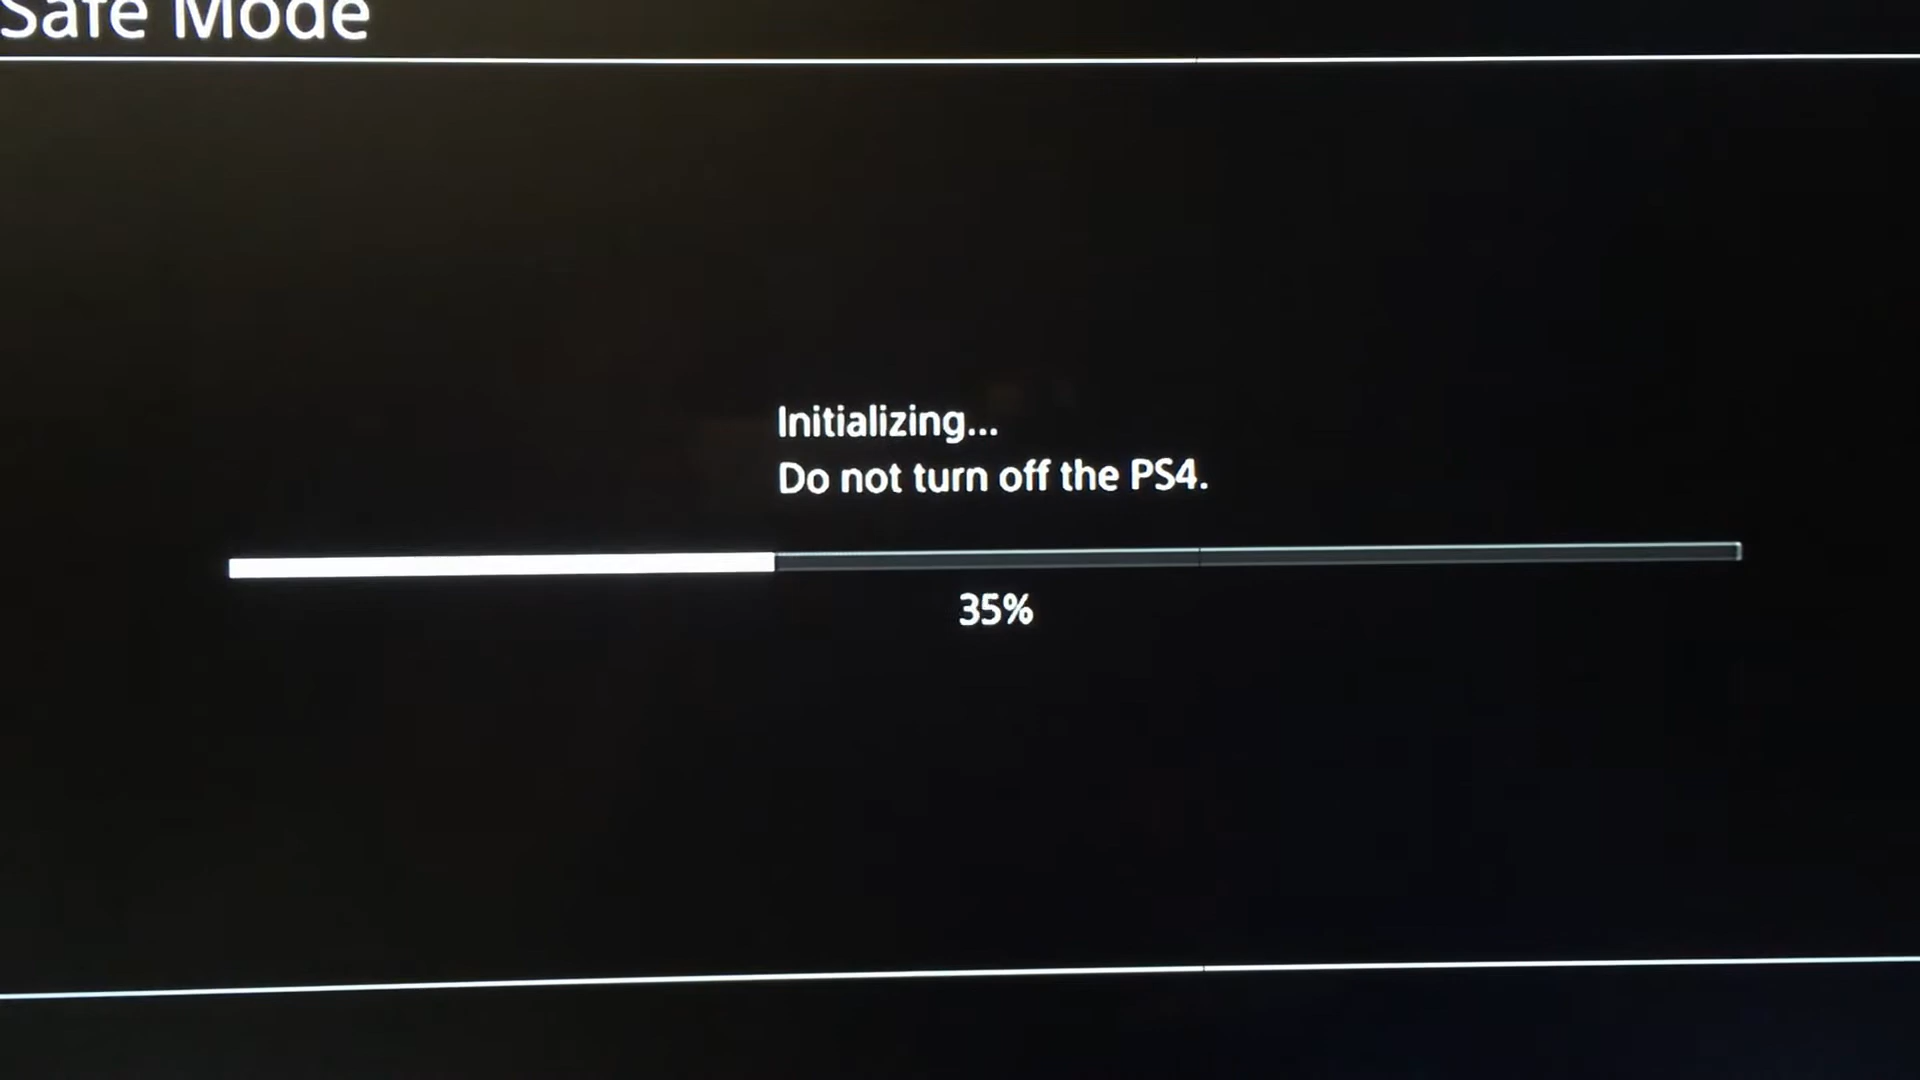 Safe Mode
Initializing...
Do not turn off the PS4.
35%